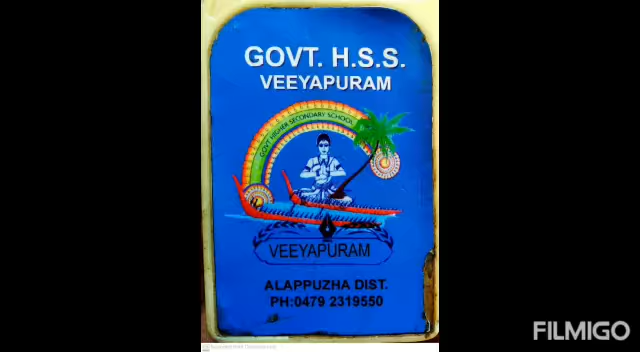 GOVT. H.S.S.
VEEYAPURAM
GOVT HIGHER SECONDARY SCHOOL
VEEYAPURAM
ALAPPUZHA DIST.
PH:0479 2319550
FILMIGO